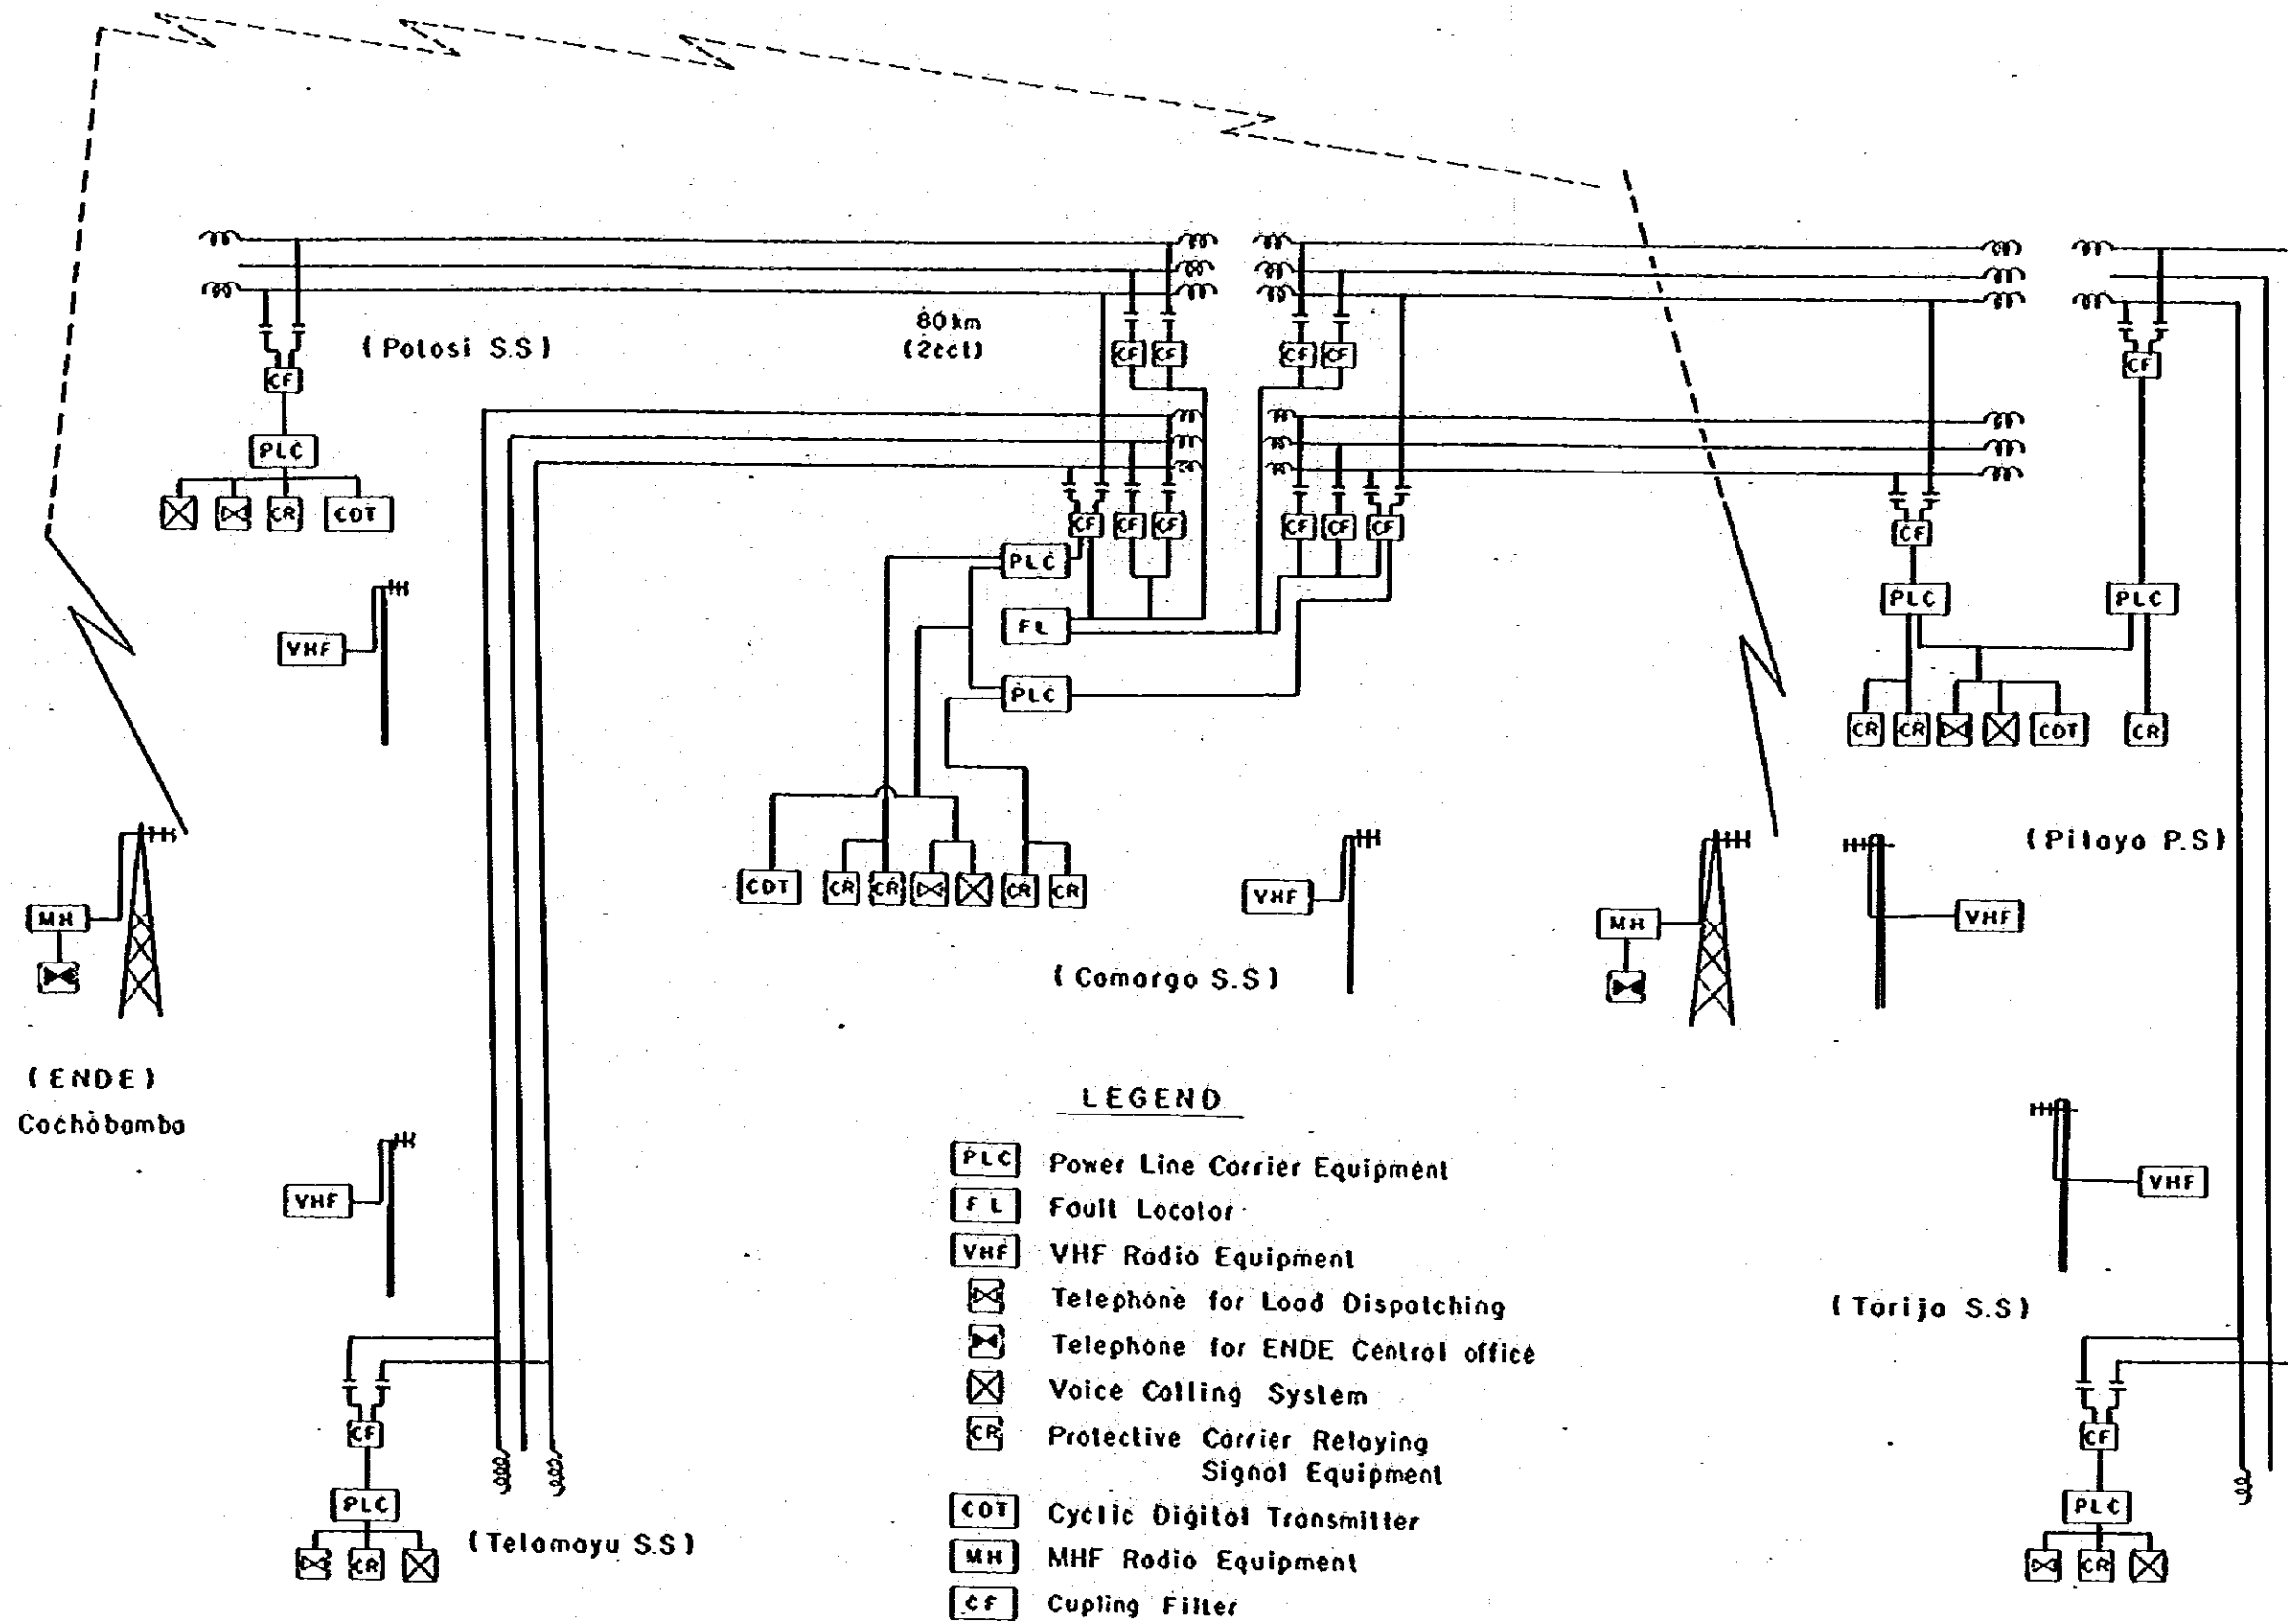 (Potosi S.S)
80 km
(2cct)
CF
CF
CF
CF
CF
CF
PLC
PLC
CR
CDT
CF
CF
CF
CF
CF
CF
CF
PLC
FL
PLC
PLC
PLC
VHF
CR
CR
CDT
CR
CDT
CR
CR
CR
CR
VHF
(Pilaya P.S)
MH
MH
VHF
(Camargo S.S)
(ENDE)
Cochabamba
VHF
(Tarija S.S)
VHF
CF
PLC
CR
(Telamayu S.S)
CF
PLC
CR
LEGEND
PLC Power Line Carrier Equipment
FL Fault Locator
VHF VHF Radio Equipment
Telephone for Load Dispatching
Telephone for ENDE Central office
Voice Calling System
CR Protective Carrier Relaying
Signal Equipment
CDT Cyclic Digital Transmitter
MH MHF Radio Equipment
CF Cupling Filter